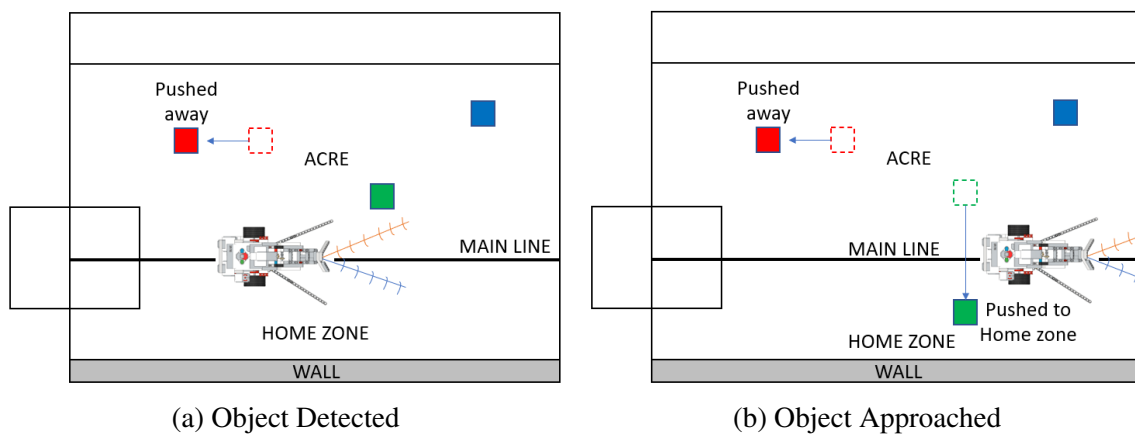 Pushed
away
ACRE
MAIN LINE
HOME ZONE
WALL
(a) Object Detected
Pushed
away
ACRE
MAIN LINE
Pushed to
HOME ZONE Home zone
WALL
(b) Object Approached